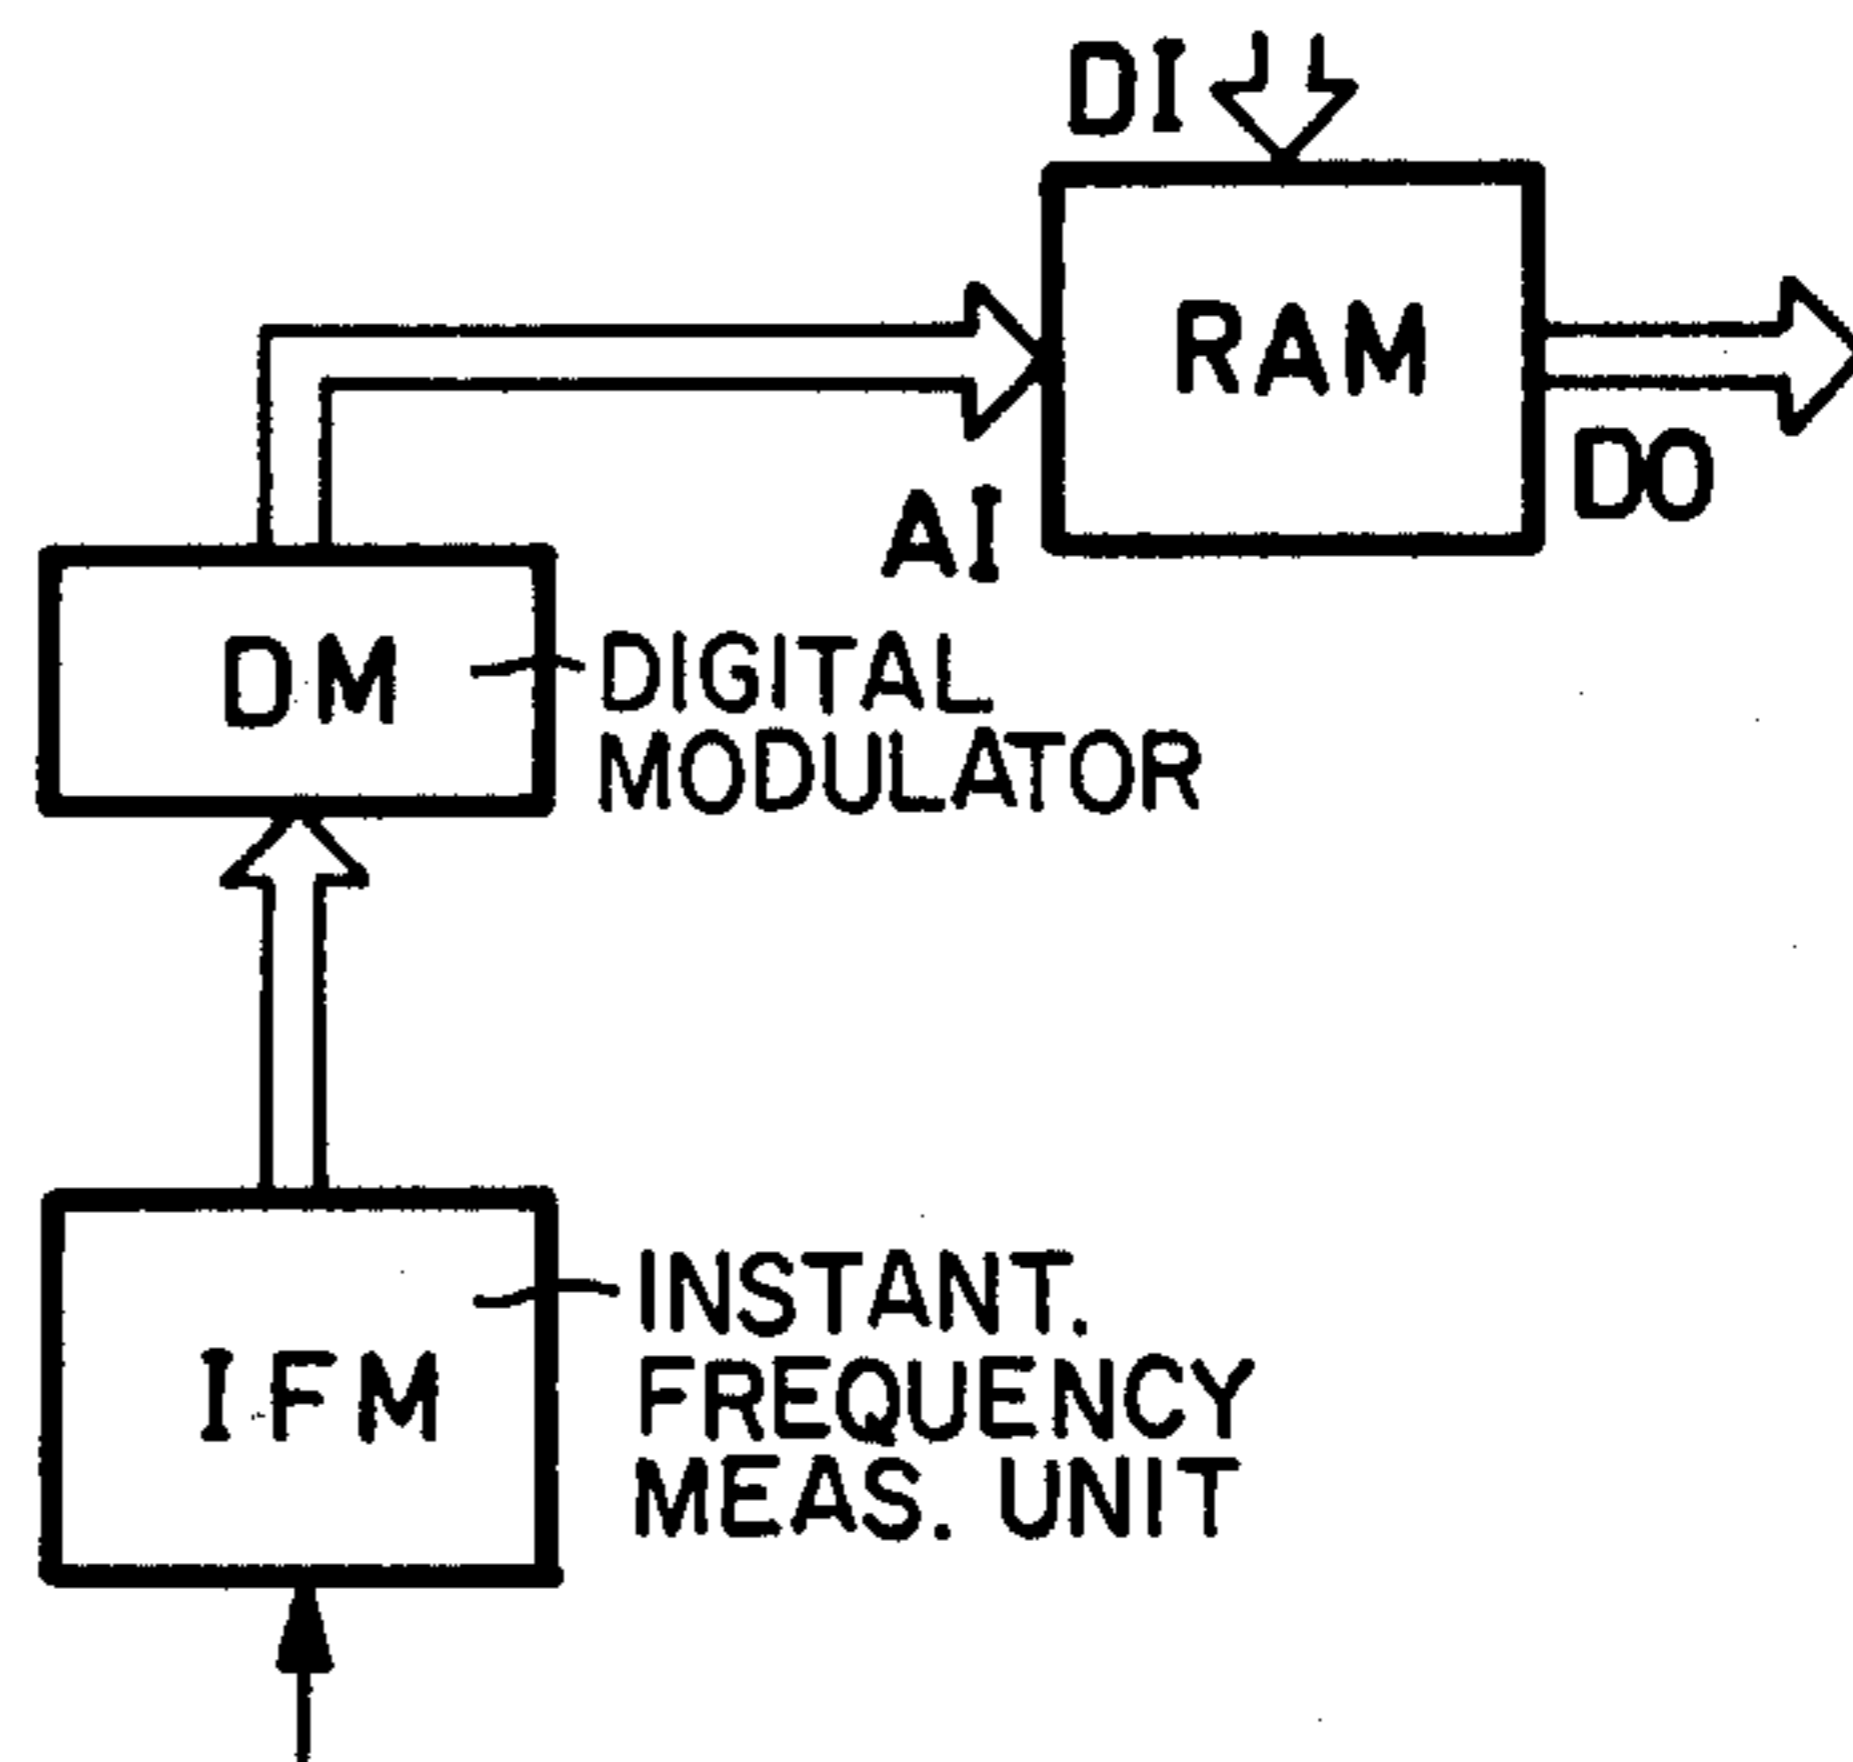 DI
RAM
DO
AI
DM
DIGITAL
MODULATOR
IFM
INSTANT.
FREQUENCY
MEAS. UNIT